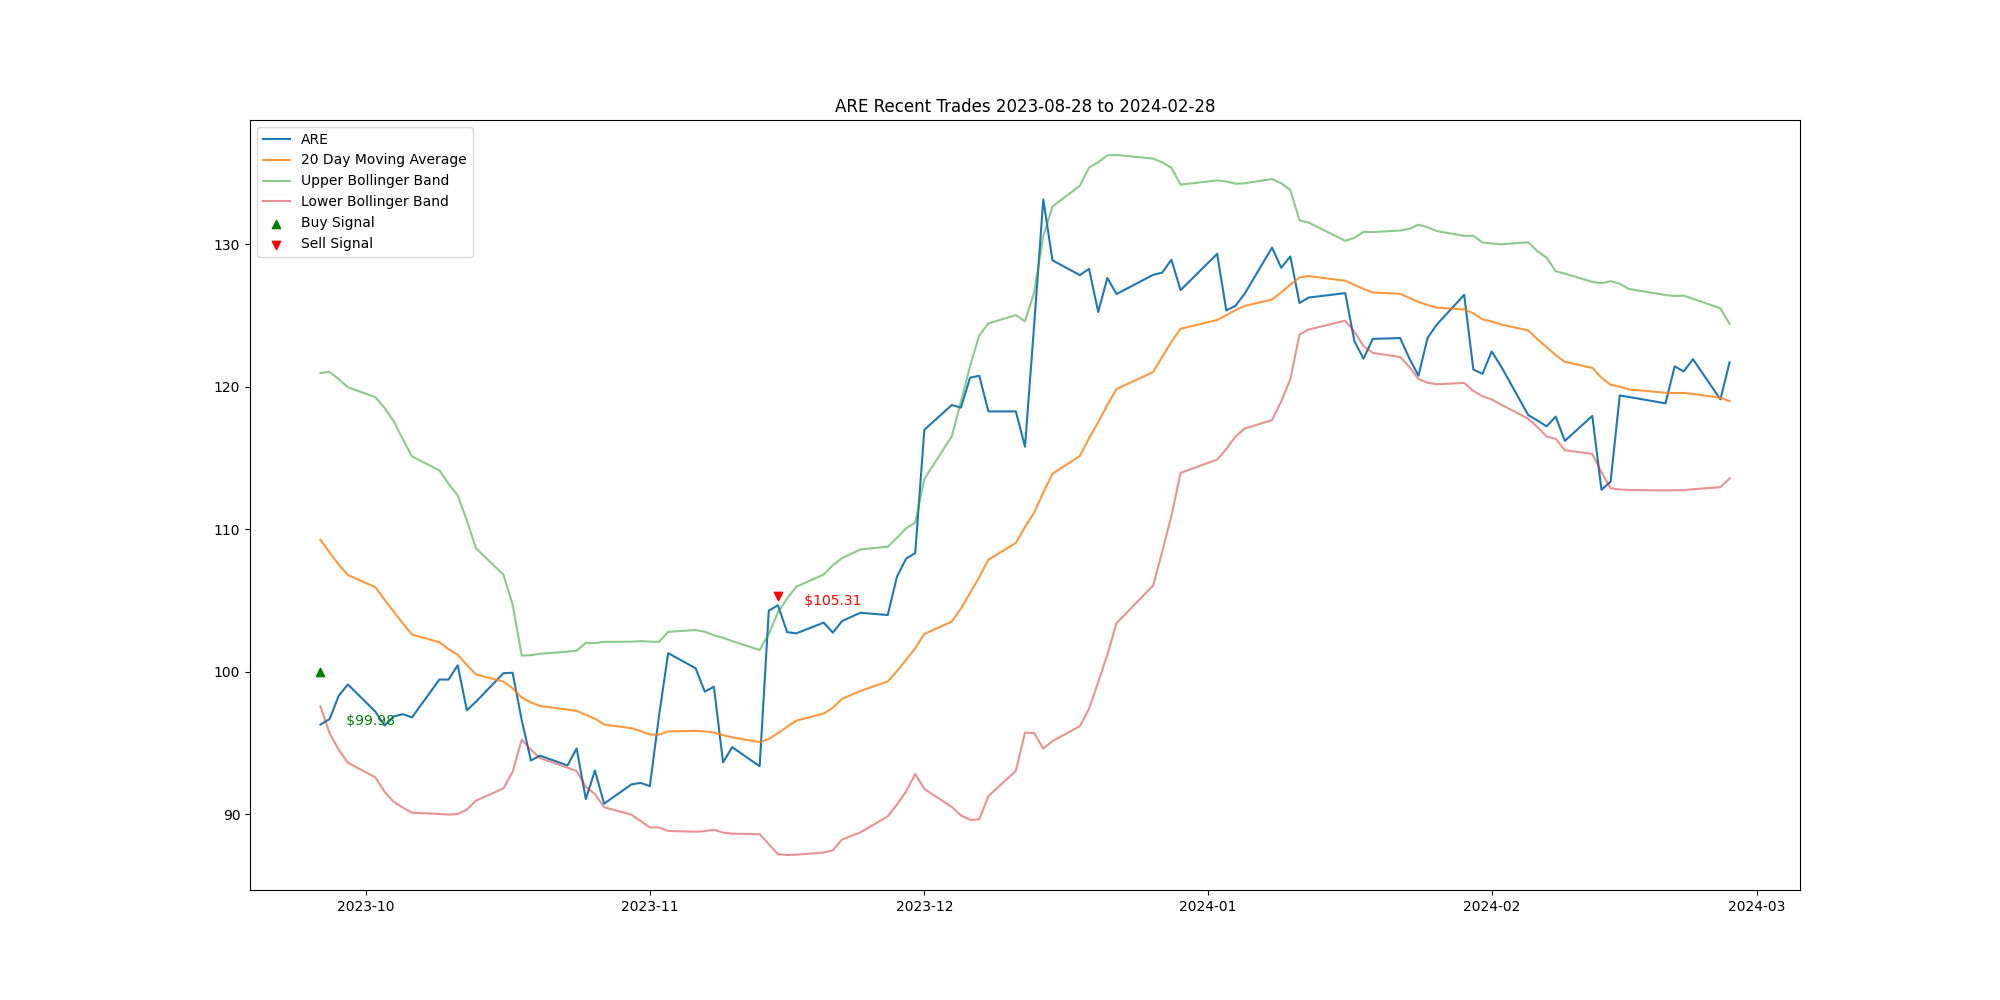 ARE Recent Trades 2023-08-28 to 2024-02-28
ARE
20 Day Moving Average
Upper Bollinger Band
Lower Bollinger Band
Buy Signal
Sell Signal
130
120
110
100
90
$105.31
$99.98
2023-10
2023-11
2023-12
2024-01
2024-02
2024-03